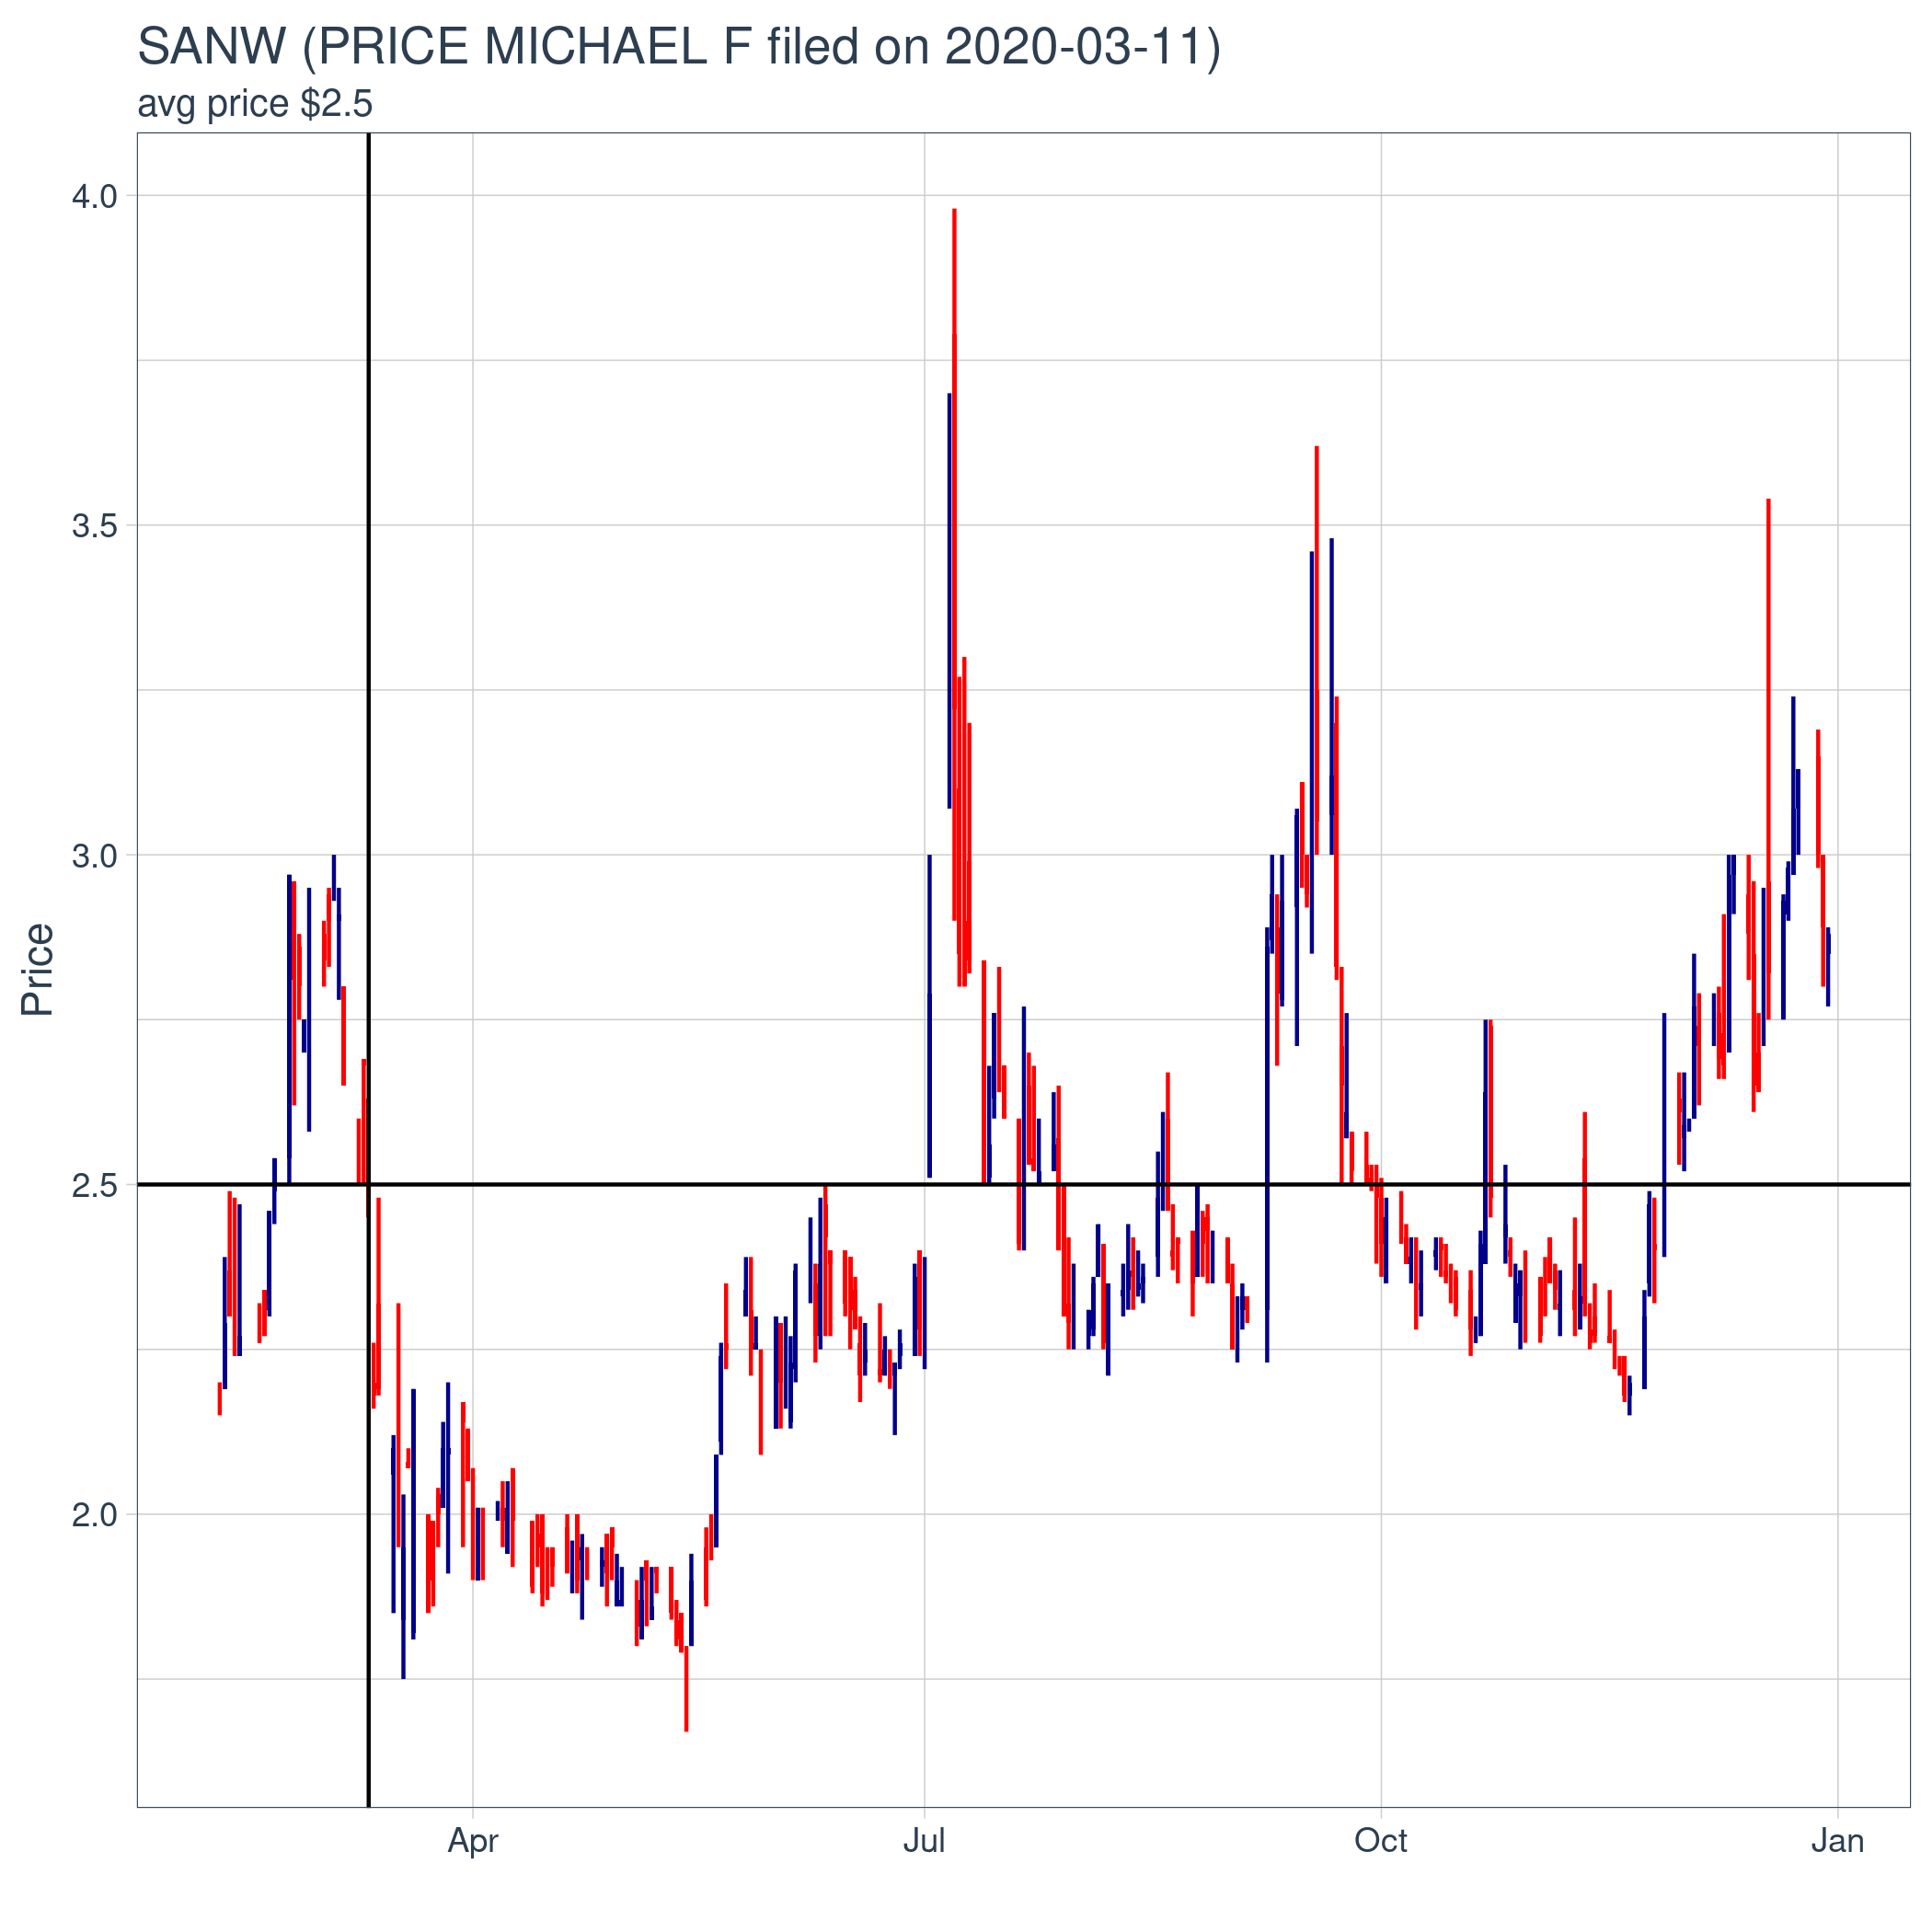 SANW (PRICE MICHAEL F filed on 2020-03-11)
avg price $2.5
4.0
3.5
3.0
2.5
2.0
Price
Apr
Jul
Oct
Jan